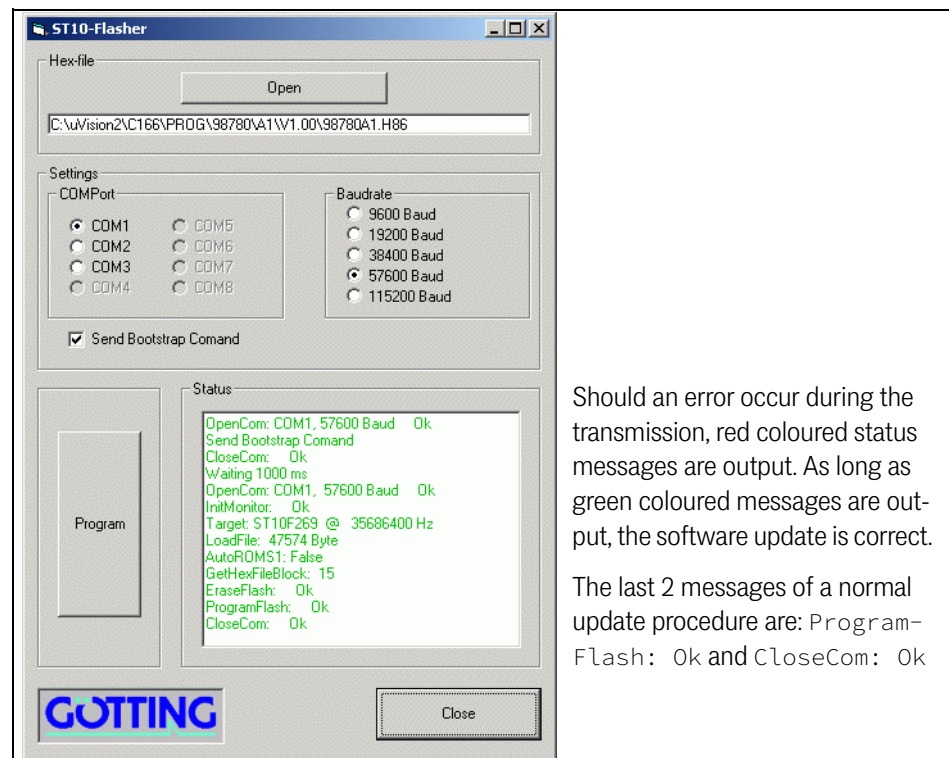 ST10-Flasher
Hex-file
Open
C:\uVision2\C166\PROG\98780\A1\V1.00\98780A1.H86
Settings
COMPort
COM1
COM2
COM3
COM4
COM5
COM6
COM7
COM8
Baudrate
9600 Baud
19200 Baud
38400 Baud
57600 Baud
115200 Baud
Send Bootstrap Comand
Program
Status
OpenCom: COM1, 57600 Baud Ok
Send Bootstrap Comand
CloseCom: Ok
Waiting 1000 ms
OpenCom: COM1, 57600 Baud Ok
InitMonitor: Ok
Target: ST10F269 @ 35686400 Hz
LoadFile: 47574 Byte
AutoROMS1: False
GetHexFileBlock: 15
EraseFlash: Ok
ProgramFlash: Ok
CloseCom: Ok
GÖTTING
Close
Should an error occur during the
transmission, red coloured status
messages are output. As long as
green coloured messages are out-
put, the software update is correct.
The last 2 messages of a normal
update procedure are: Program-
Flash: Ok and CloseCom: Ok